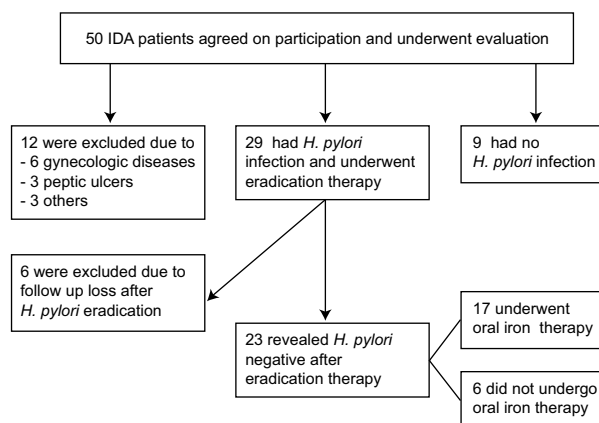 50 IDA patients agreed on participation and underwent evaluation
12 were excluded due to
- 6 gynecologic diseases
- 3 peptic ulcers
- 3 others
29 had H. pylori
infection and underwent
eradication therapy
9 had no
H. pylori infection
6 were excluded due to
follow up loss after
H. pylori eradication
23 revealed H. pylori
negative after
eradication therapy
17 underwent
oral iron therapy
6 did not undergo
oral iron therapy